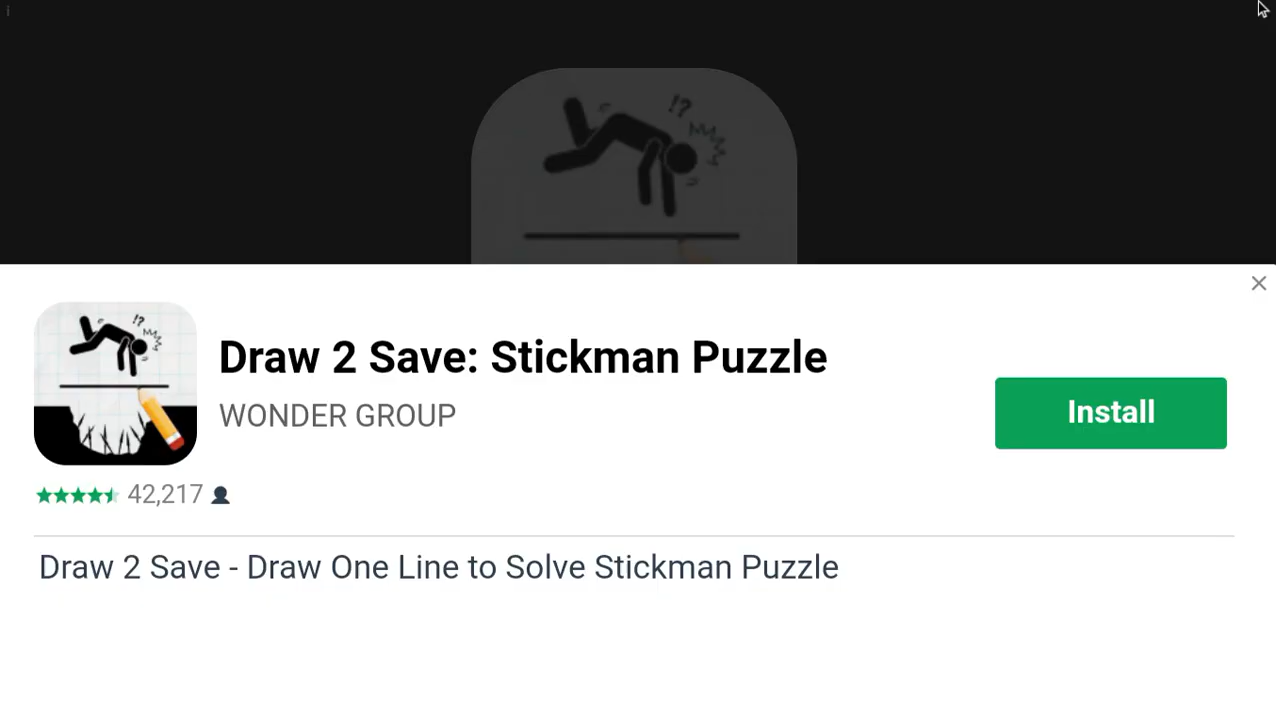 i
!?
!?
Draw 2 Save: Stickman Puzzle
WONDER GROUP
Install
42,217
Draw 2 Save - Draw One Line to Solve Stickman Puzzle